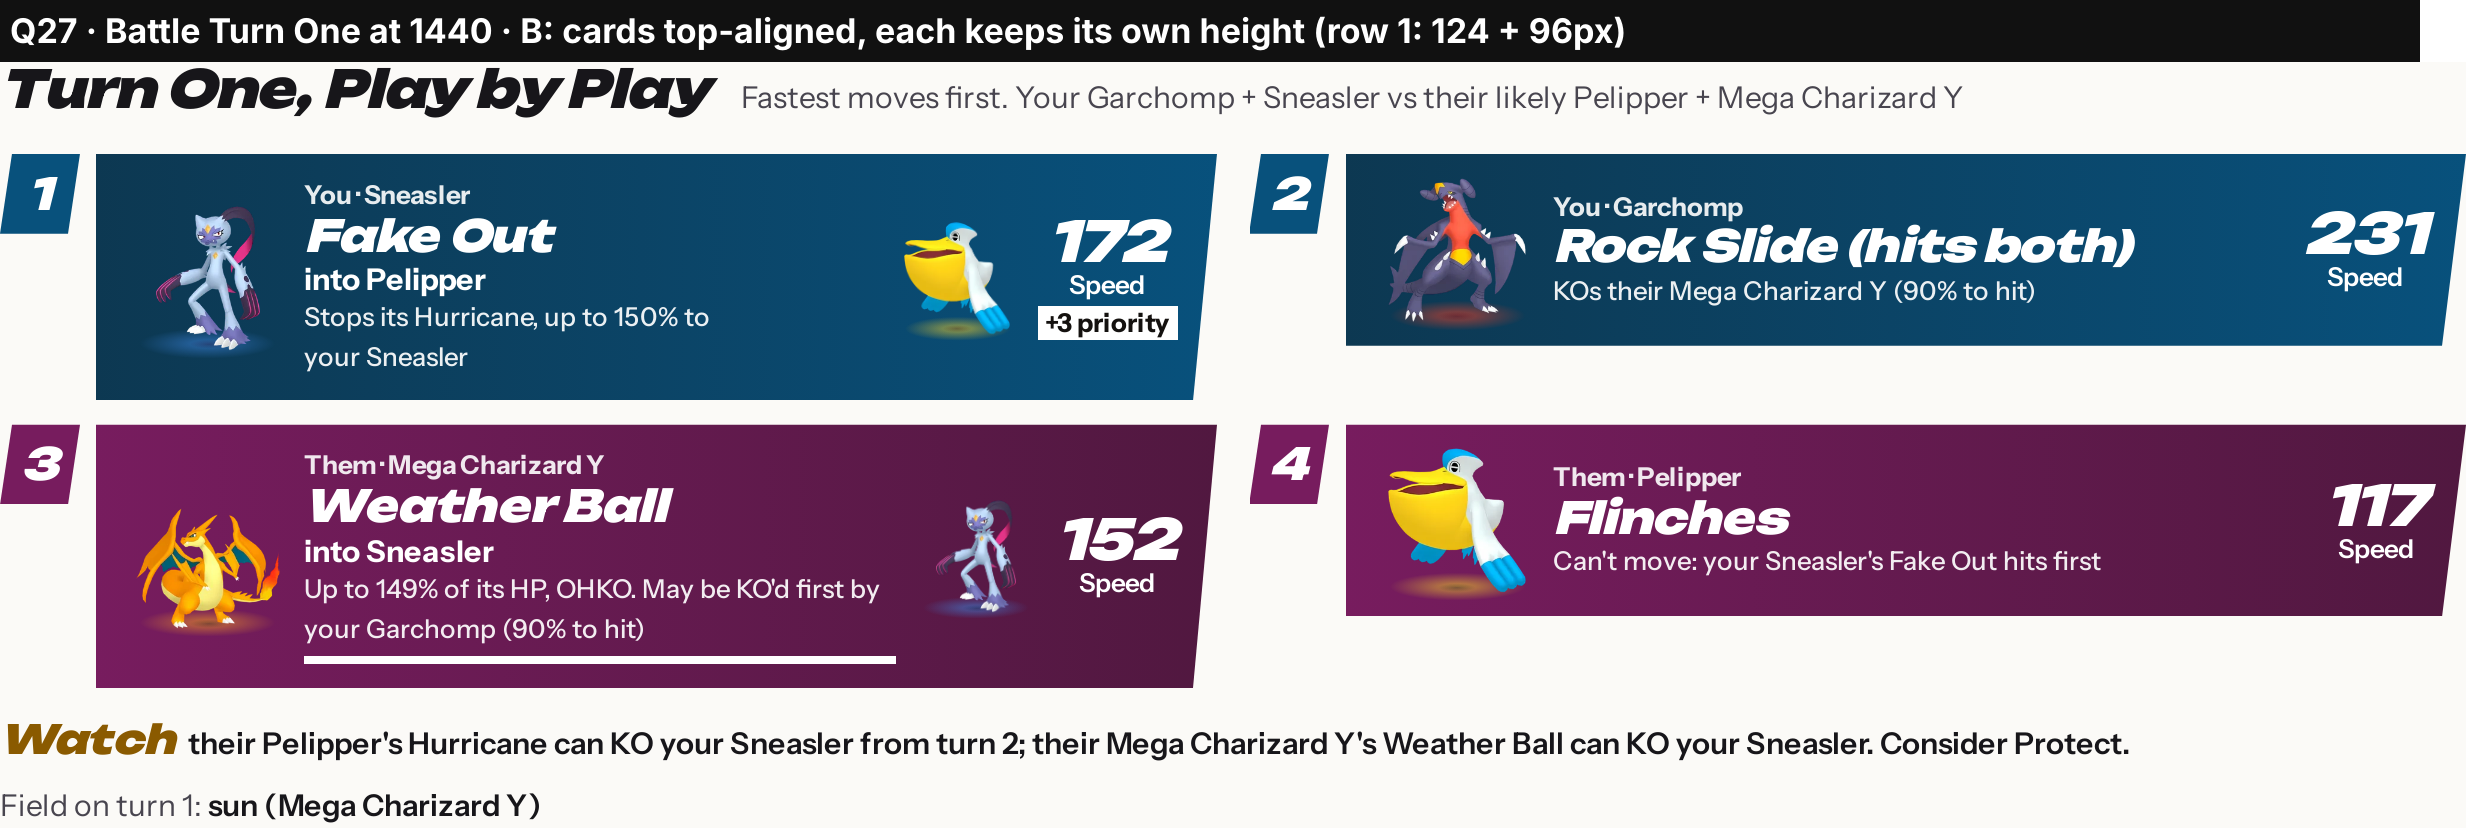 Q27 · Battle Turn One at 1440 · B: cards top-aligned, each keeps its own height (row 1: 124 + 96px)
Turn One, Play by Play Fastest moves first. Your Garchomp + Sneasler vs their likely Pelipper + Mega Charizard Y
1
You · Sneasler
Fake Out
into Pelipper
Stops its Hurricane, up to 150% to
your Sneasler
172
Speed
+3 priority
2
You · Garchomp
Rock Slide (hits both)
KOs their Mega Charizard Y (90% to hit)
231
Speed
3
Them · Mega Charizard Y
Weather Ball
into Sneasler
Up to 149% of its HP, OHKO. May be KO'd first by
your Garchomp (90% to hit)
152
Speed
4
Them · Pelipper
Flinches
Can't move: your Sneasler's Fake Out hits first
117
Speed
Watch their Pelipper's Hurricane can KO your Sneasler from turn 2; their Mega Charizard Y's Weather Ball can KO your Sneasler. Consider Protect.
Field on turn 1: sun (Mega Charizard Y)